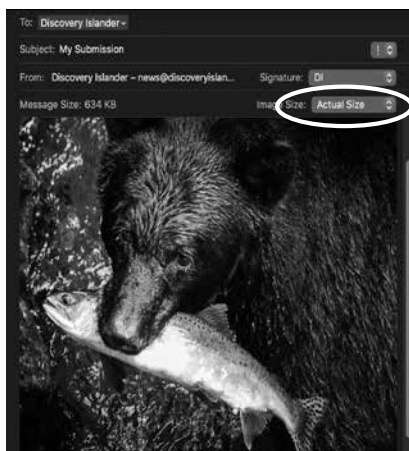 To: Discovery Islander
Subject: My Submission
!
From: Discovery Islander – news@discoveryislan... Signature: DI
Message Size: 634 KB Image Size: Actual Size